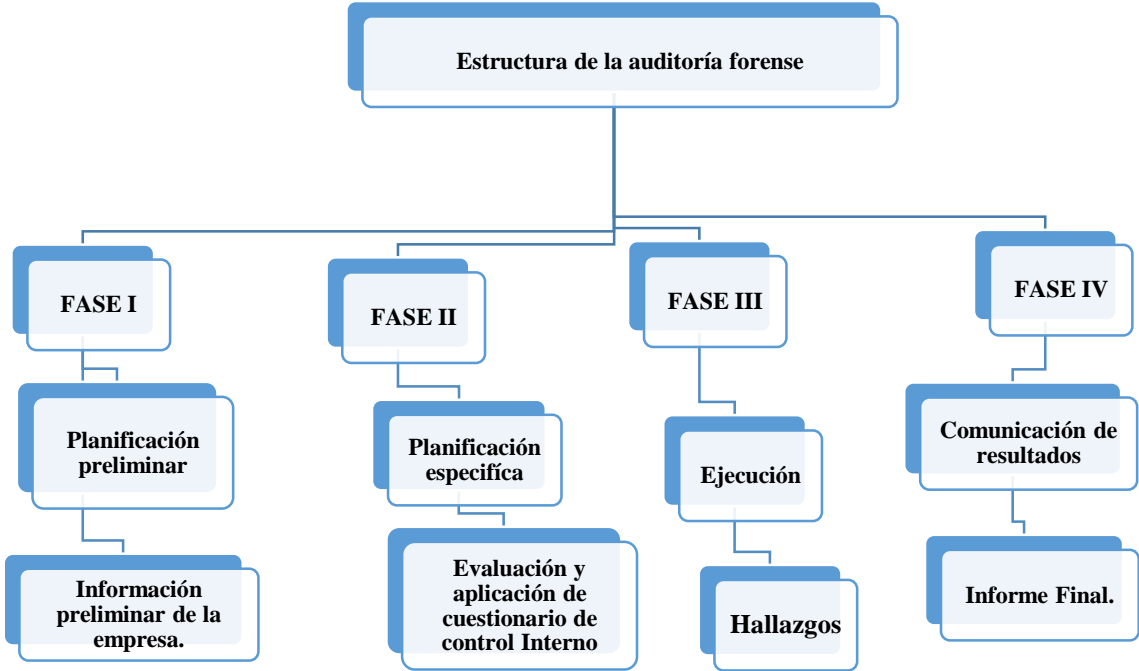 Estructura de la auditoría forense
FASE I
FASE II
FASE III
FASE IV
Planificación
preliminar
Planificación
especifíca
Ejecución
Comunicación de
resultados
Información
preliminar de la
empresa.
Evaluación y
aplicación de
cuestionario de
control Interno
Hallazgos
Informe Final.